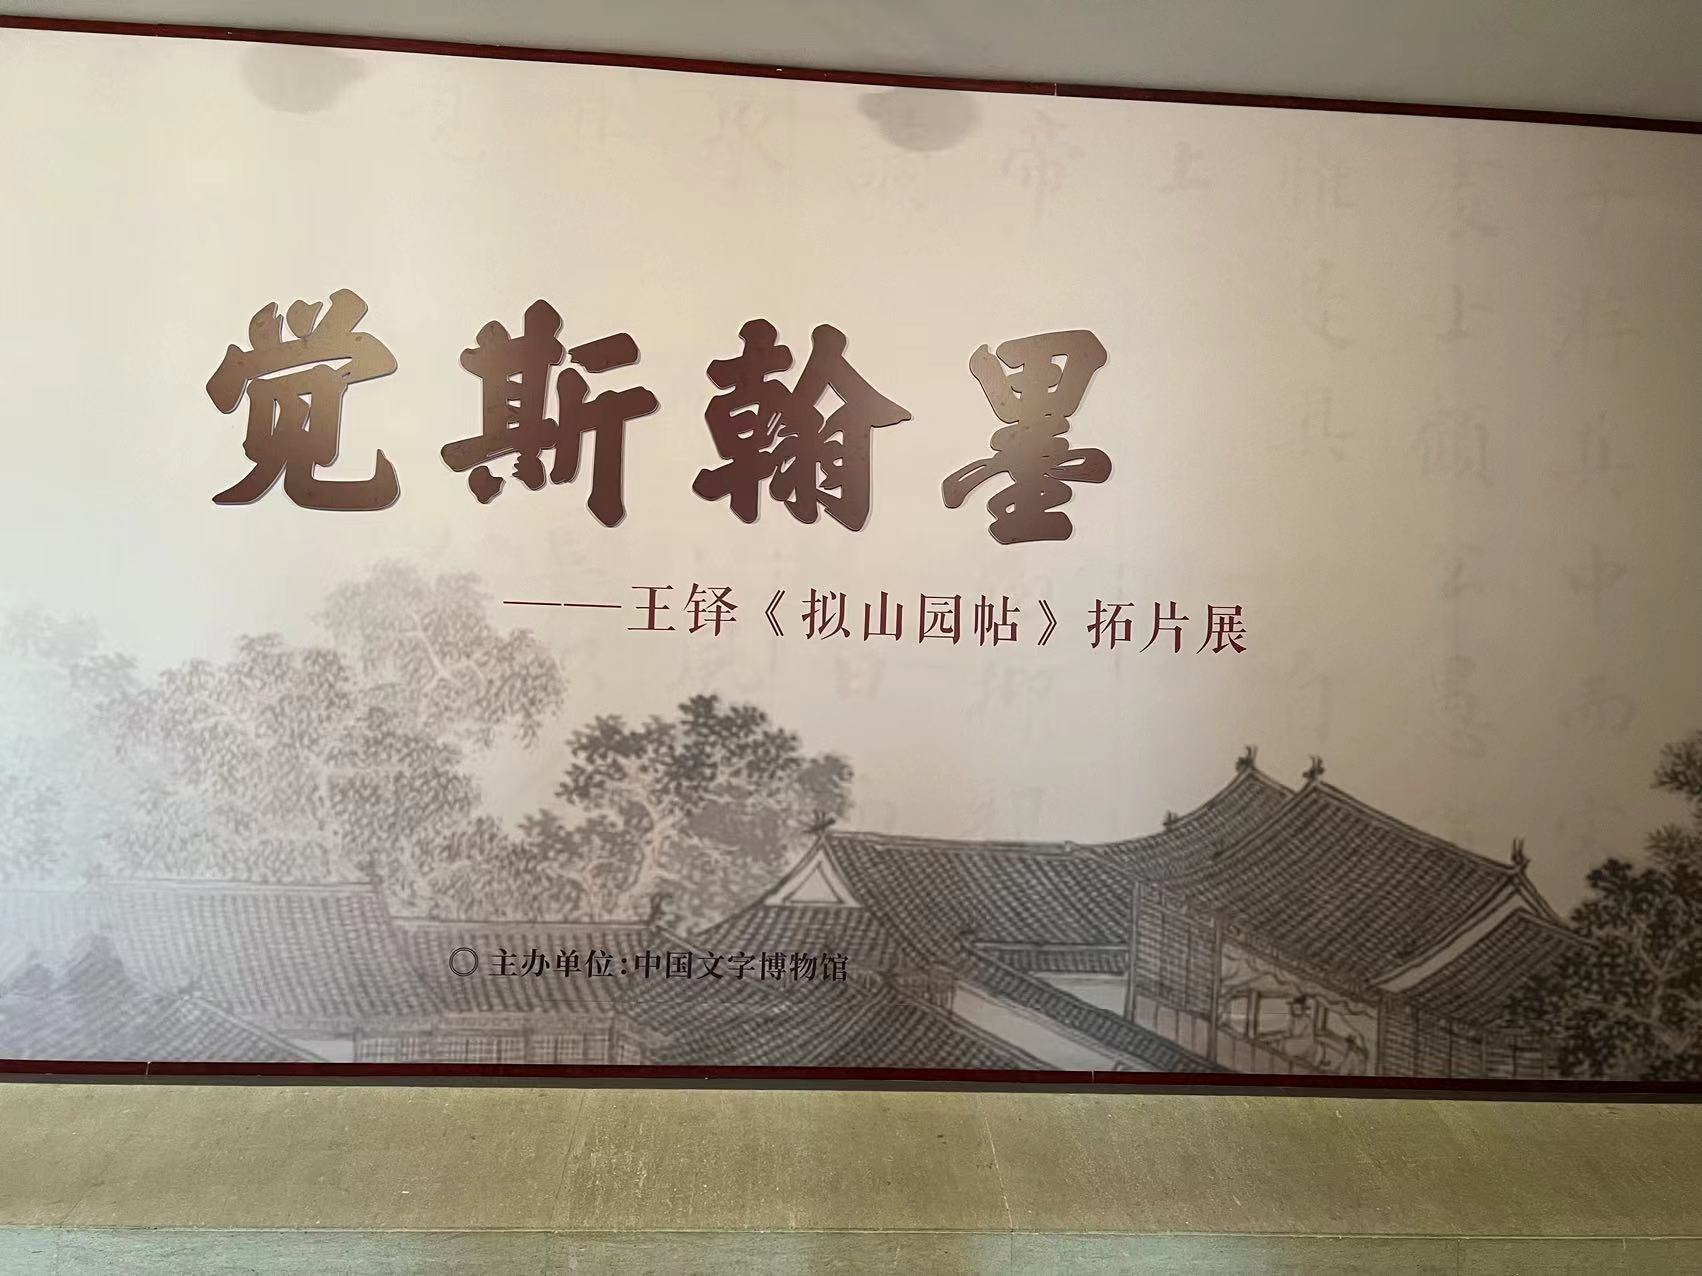 觉斯翰墨
——王铎《拟山园帖》拓片展
◎ 主办单位:中国文字博物馆